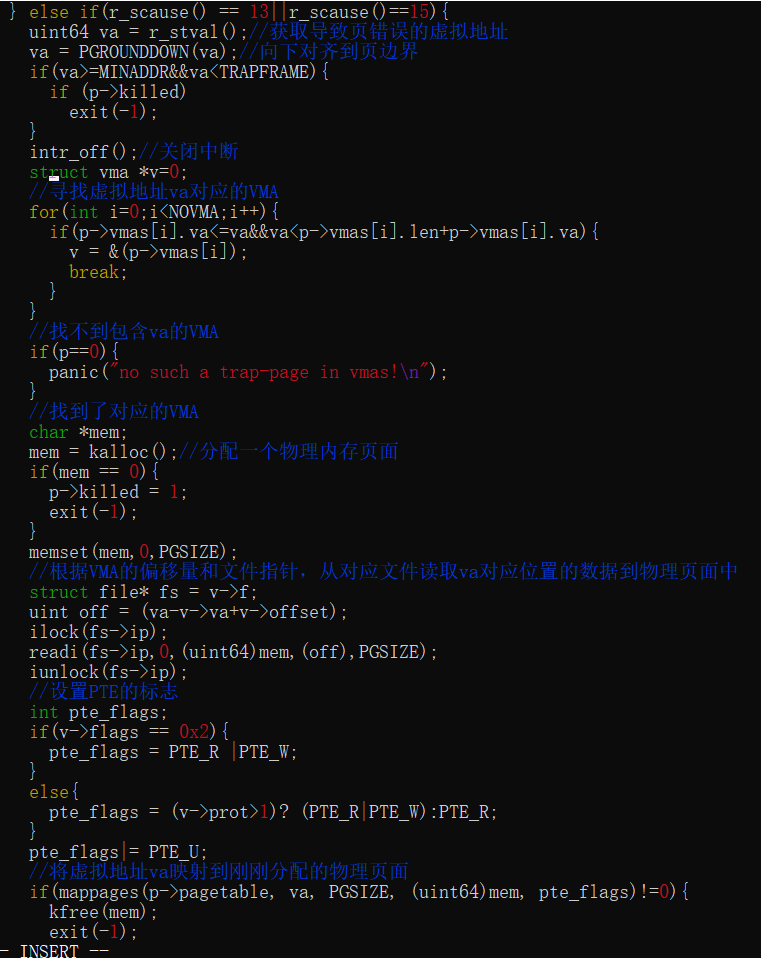 } else if(r_scause() == 13||r_scause()==15){
uint64 va = r_stval();//获取导致页错误的虚拟地址
va = PGROUNDDOWN(va);//向下对齐到页边界
if(va>=MINADDR&&va<TRAPFRAME){
if (p->killed)
exit(-1);
}
intr_off();//关闭中断
struct vma *v=0;
//寻找虚拟地址va对应的VMA
for(int i=0;i<NOVMA;i++){
if(p->vmas[i].va<=va&&va<p->vmas[i].len+p->vmas[i].va){
v = &(p->vmas[i]);
break;
}
}
//找不到包含va的VMA
if(p==0){
panic("no such a trap-page in vmas!\n");
}
//找到了对应的VMA
char *mem;
mem = kalloc();//分配一个物理内存页面
if(mem == 0){
p->killed = 1;
exit(-1);
}
memset(mem,0,PGSIZE);
//根据VMA的偏移量和文件指针，从对应文件读取va对应位置的数据到物理页面中
struct file* fs = v->f;
uint off = (va-v->va+v->offset);
ilock(fs->ip);
readi(fs->ip,0,(uint64)mem,(off),PGSIZE);
iunlock(fs->ip);
//设置PTE的标志
int pte_flags;
if(v->flags == 0x2){
pte_flags = PTE_R |PTE_W;
}
else{
pte_flags = (v->prot>1)? (PTE_R|PTE_W):PTE_R;
}
pte_flags|= PTE_U;
//将虚拟地址va映射到刚刚分配的物理页面
if(mappages(p->pagetable, va, PGSIZE, (uint64)mem, pte_flags)!=0){
kfree(mem);
exit(-1);
- INSERT --